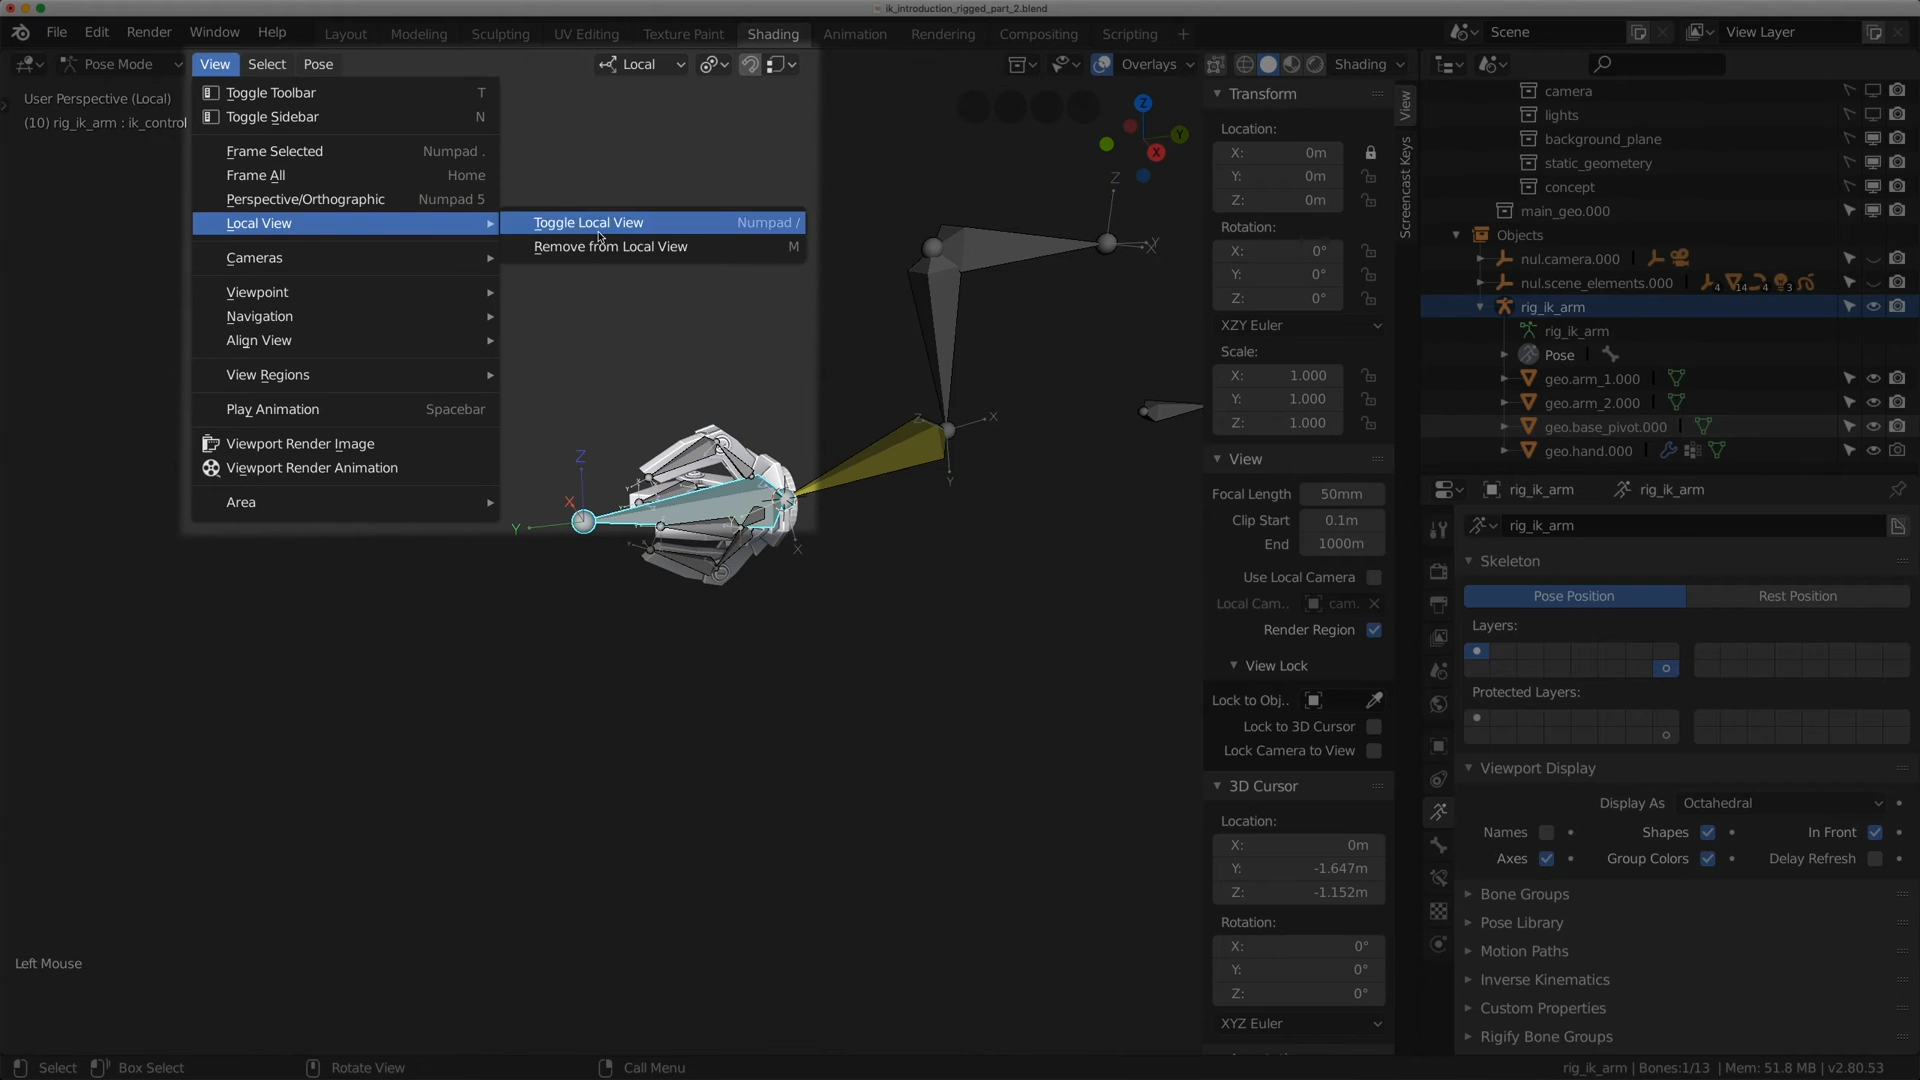 ik_introduction_rigged_part_2.blend
File Edit Render Window Help
Layout Modeling Sculpting UV Editing Texture Paint Shading Animation Rendering Compositing Scripting
Scene
View Layer
Pose Mode View Select Pose
Local
Overlays
Shading
User Perspective (Local)
(10) rig_ik_arm : ik_control
Toggle Toolbar T
Toggle Sidebar N
Frame Selected Numpad .
Frame All Home
Perspective/Orthographic Numpad 5
Local View
Cameras
Viewpoint
Navigation
Align View
View Regions
Play Animation Spacebar
Viewport Render Image
Viewport Render Animation
Area
Toggle Local View Numpad /
Remove from Local View M
Z
Y
X
Z
Y
X
Z
X
Y
Z
X
Y
X
Left Mouse
Transform
Location:
X: 0m
Y: 0m
Z: 0m
Rotation:
X: 0°
Y: 0°
Z: 0°
XZY Euler
Scale:
X: 1.000
Y: 1.000
Z: 1.000
View
Focal Length 50mm
Clip Start 0.1m
End 1000m
Use Local Camera
Local Cam.. cam.
Render Region
View Lock
Lock to Obj..
Lock to 3D Cursor
Lock Camera to View
3D Cursor
Location:
X: 0m
Y: -1.647m
Z: -1.152m
Rotation:
X: 0°
Y: 0°
Z: 0°
XYZ Euler
View
Screencast Keys
camera
lights
background_plane
static_geometery
concept
main_geo.000
Objects
nul.camera.000
nul.scene_elements.000 4 14 4 3
rig_ik_arm
rig_ik_arm
Pose
geo.arm_1.000
geo.arm_2.000
geo.base_pivot.000
geo.hand.000
rig_ik_arm rig_ik_arm
rig_ik_arm
Skeleton
Pose Position Rest Position
Layers:
Protected Layers:
Viewport Display
Display As Octahedral
Names Shapes In Front
Axes Group Colors Delay Refresh
Bone Groups
Pose Library
Motion Paths
Inverse Kinematics
Custom Properties
Rigify Bone Groups
Select Box Select Rotate View Call Menu
rig_ik_arm | Bones:1/13 | Mem: 51.8 MB | v2.80.53